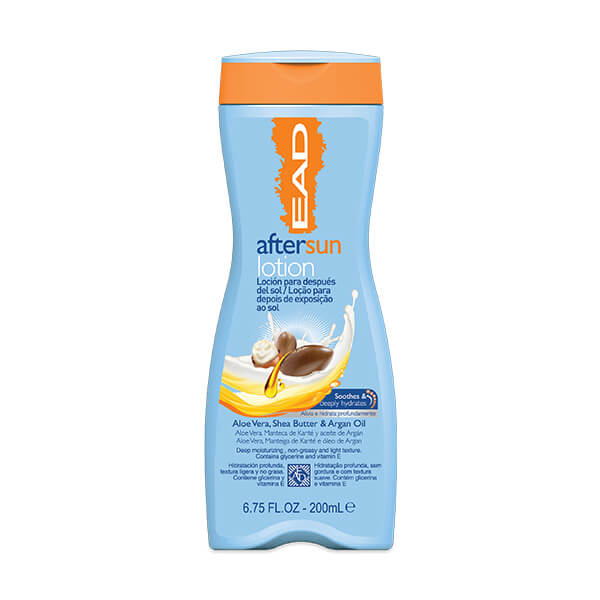 EAD
aftersun
lotion
Loción para después
del sol / Loção para
depois de exposição
ao sol
Soothes &
deeply hydrates
Alivia e hidrata profundamente
Aloe Vera, Shea Butter & Argan Oil
Aloe Vera, Manteca de Karité y aceite de Argán
Aloe Vera, Manteiga de Karité e óleo de Argan
Deep moisturizing , non-greasy and light texture.
Contains glycerine and vitamin E
Hidratación profunda,
textura ligera y no grasa.
Contiene glicerina y
vitamina E
EAD
Hidratação profunda, sem
gordura e com textura
suave. Contém glicerina
e vitamina E
6.75 FL.OZ - 200mL℮